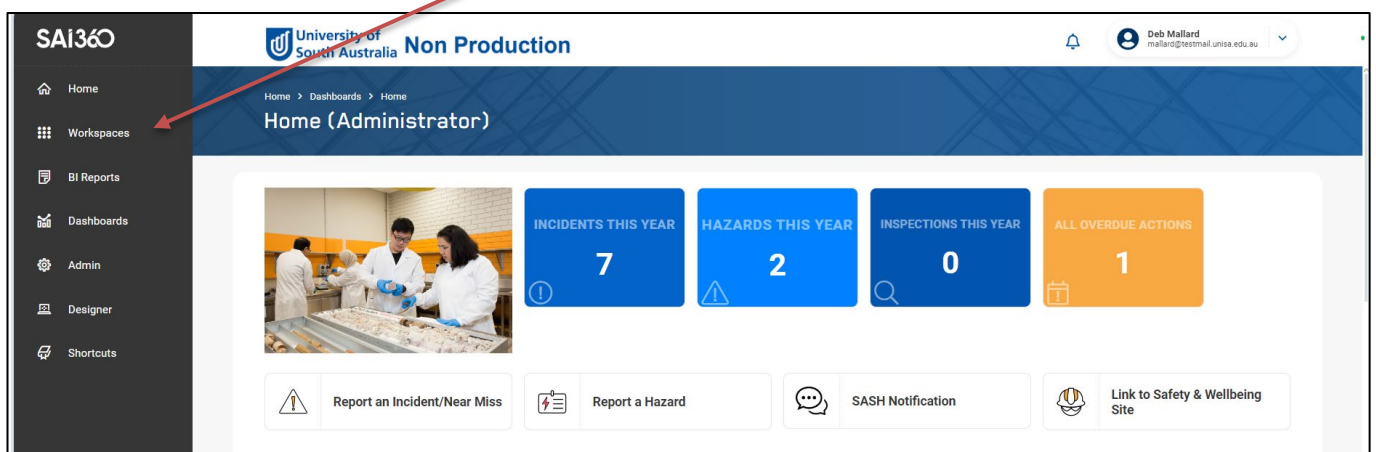 SAI360
Home
Workspaces
BI Reports
Dashboards
Admin
Designer
Shortcuts
University of
South Australia
Non Production
Deb Mallard
mallard@testmail.unisa.edu.au
Home > Dashboards > Home
Home (Administrator)
INCIDENTS THIS YEAR
7
HAZARDS THIS YEAR
2
INSPECTIONS THIS YEAR
0
ALL OVERDUE ACTIONS
1
Report an Incident/Near Miss
Report a Hazard
SASH Notification
Link to Safety & Wellbeing
Site